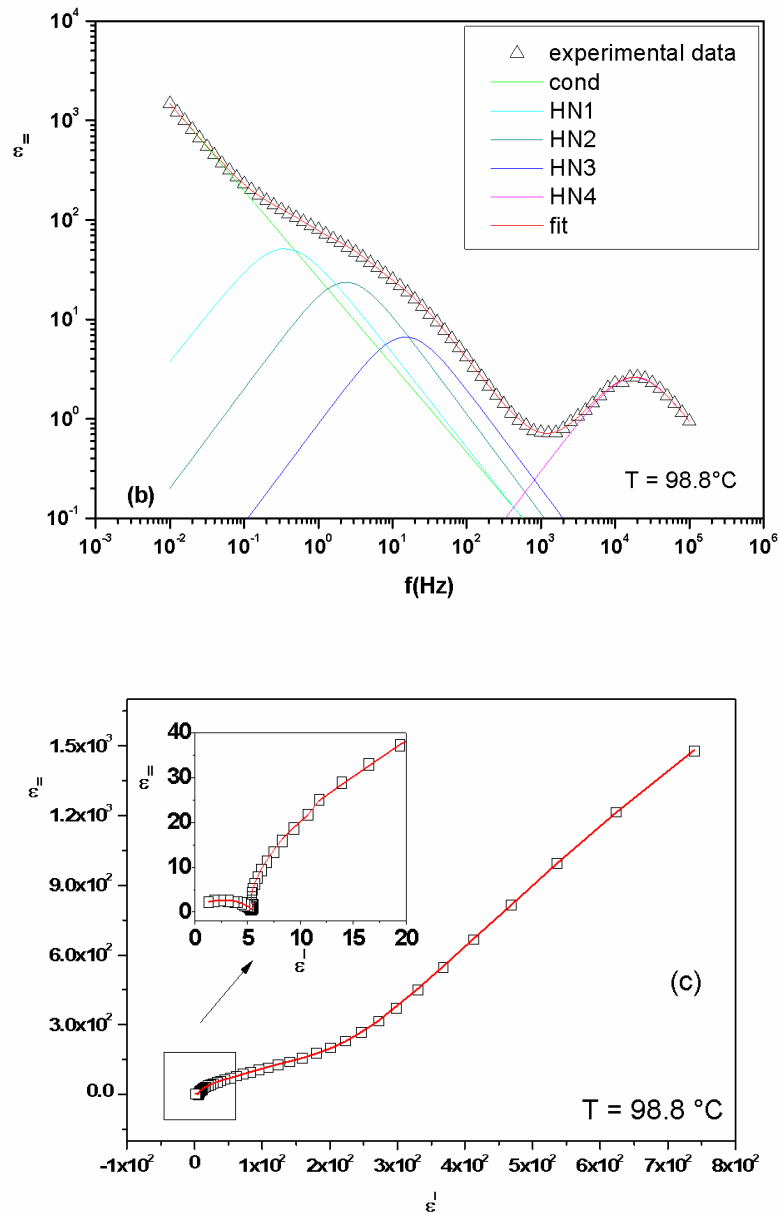 10⁴
10³
10²
10¹
10⁰
10⁻¹
ε''
experimental data
cond
HN1
HN2
HN3
HN4
fit
(b)
T = 98.8°C
10⁻³ 10⁻² 10⁻¹ 10⁰ 10¹ 10² 10³ 10⁴ 10⁵ 10⁶
f(Hz)
1.5x10³
1.2x10³
9.0x10²
6.0x10²
3.0x10²
0.0
ε''
40
30
20
10
0
ε''
0 5 10 15 20
ε'
(c)
T = 98.8 °C
-1x10² 0 1x10² 2x10² 3x10² 4x10² 5x10² 6x10² 7x10² 8x10²
ε'